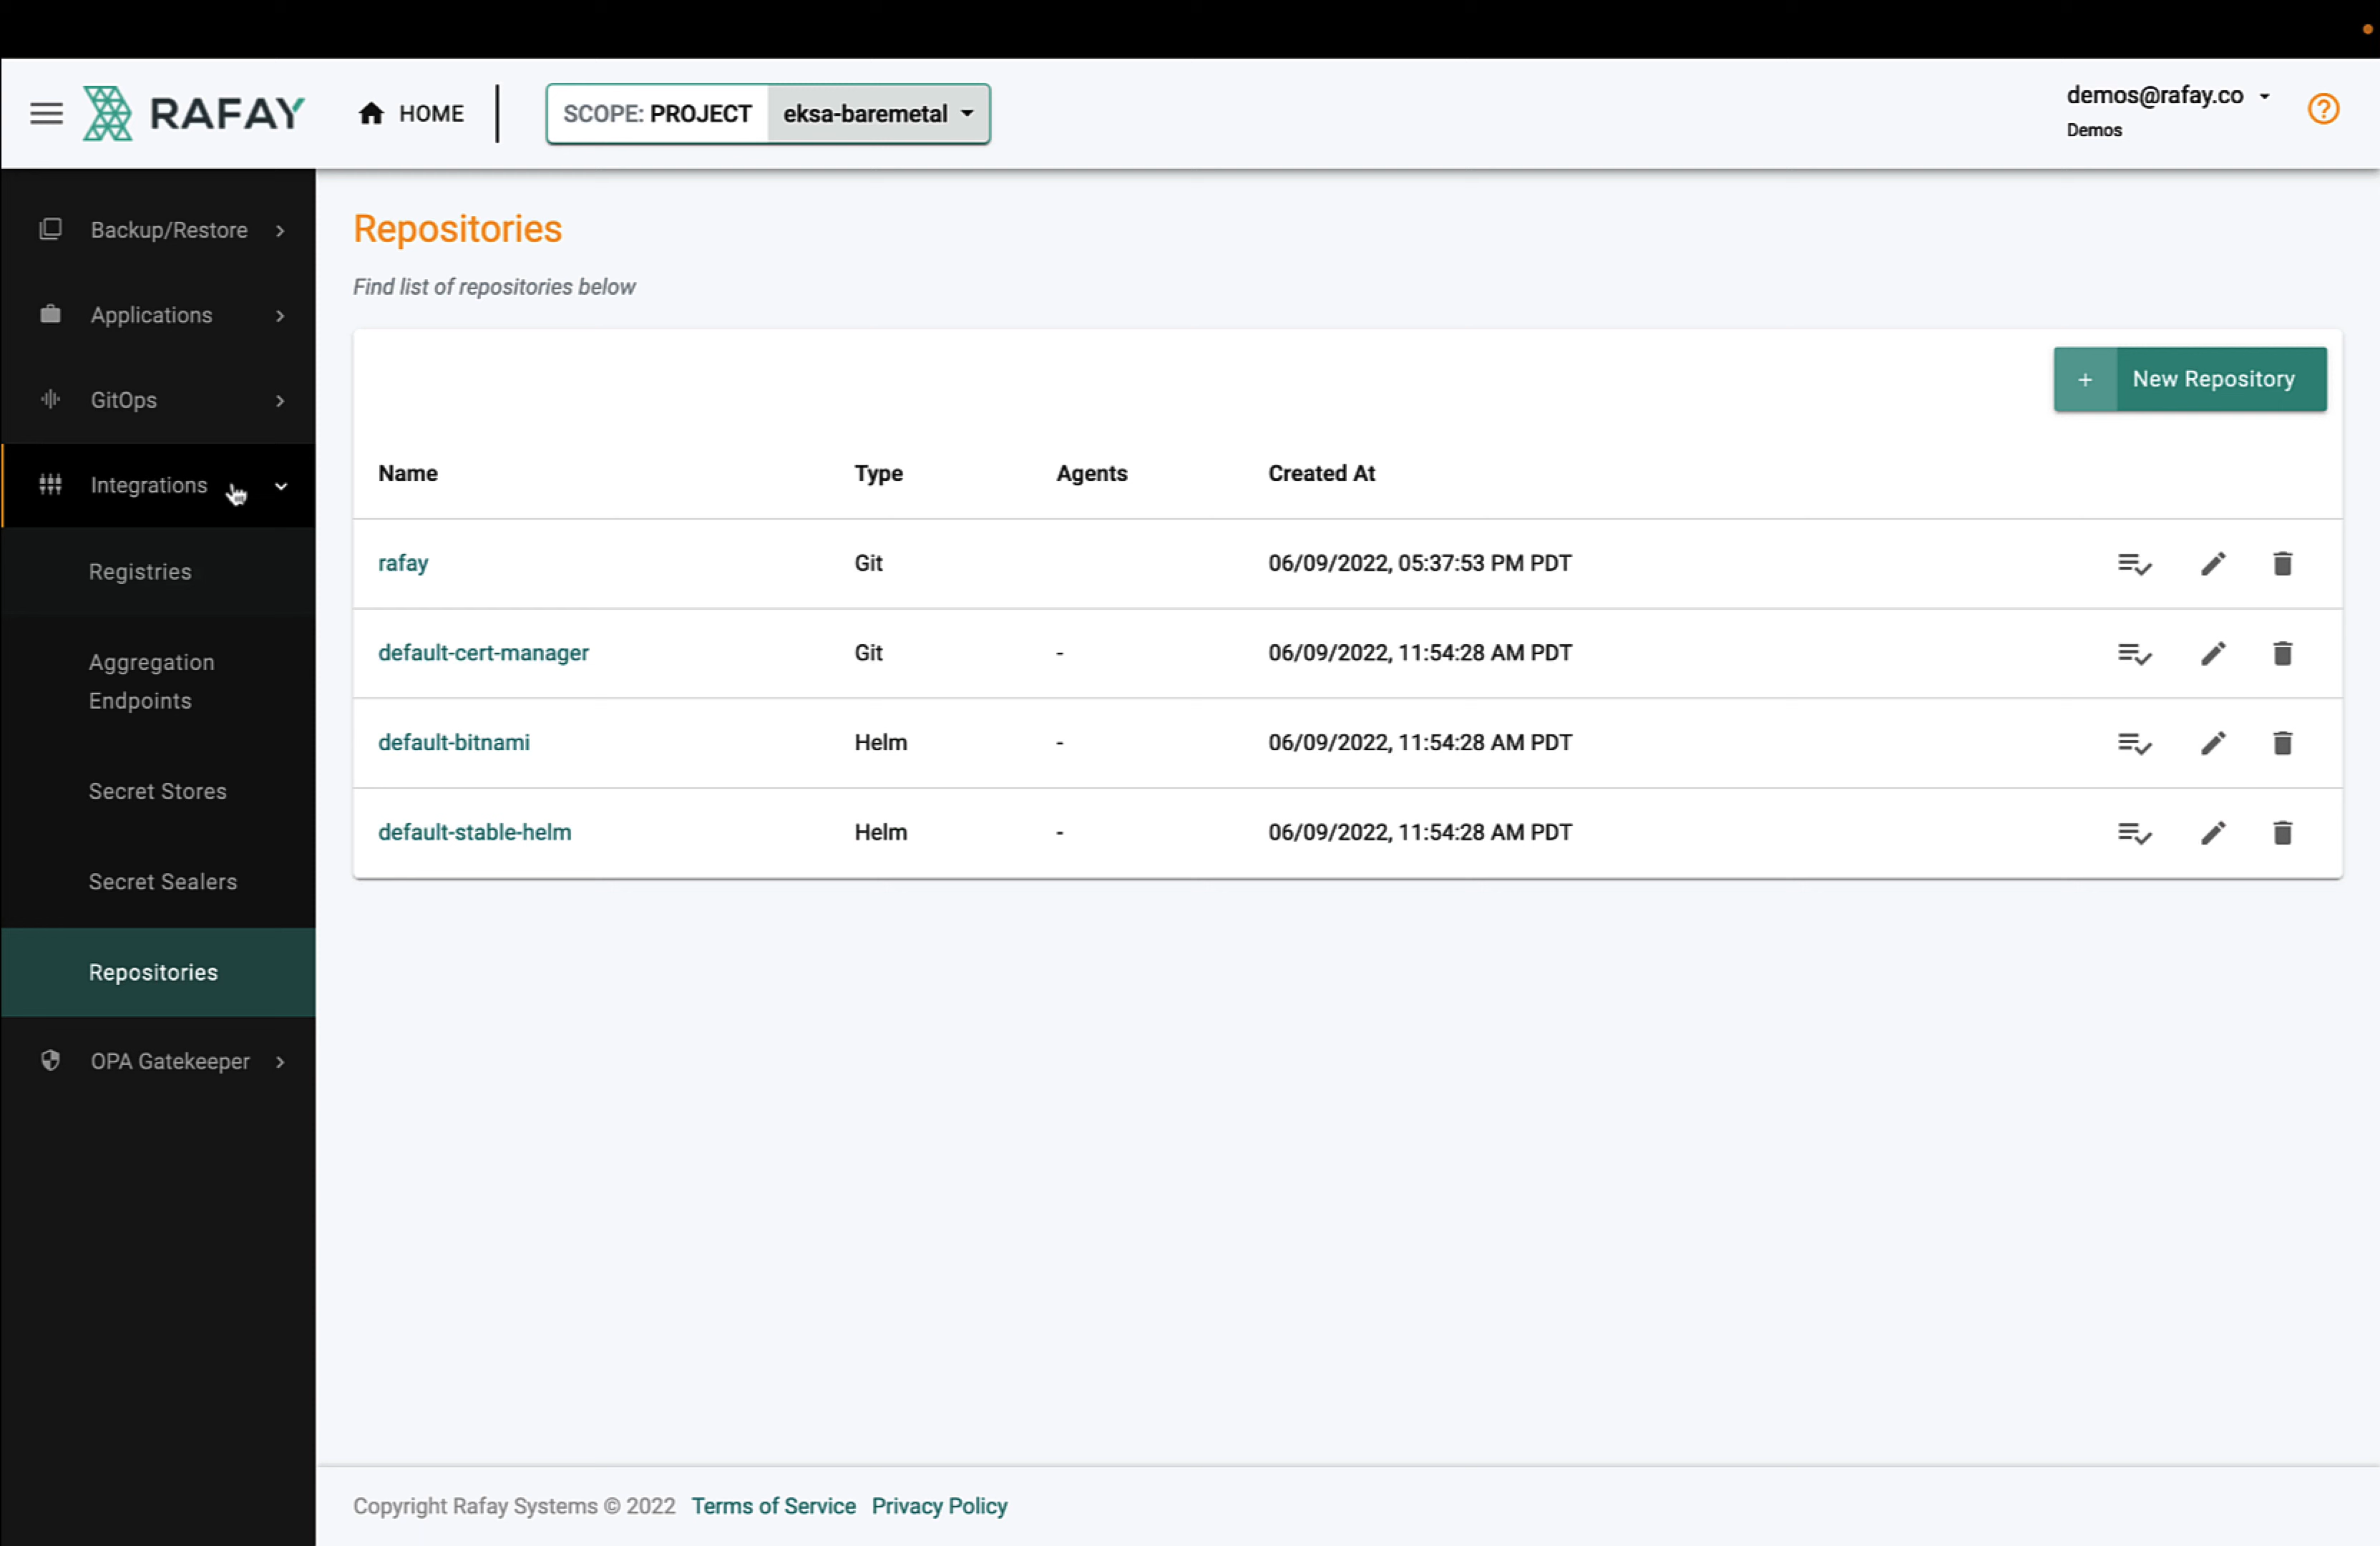 RAFAY
HOME
SCOPE: PROJECT eksa-baremetal
demos@rafay.co
Demos
Backup/Restore
Applications
GitOps
Integrations
Registries
Aggregation
Endpoints
Secret Stores
Secret Sealers
Repositories
OPA Gatekeeper
Repositories
Find list of repositories below
+ New Repository
Name Type Agents Created At
rafay Git 06/09/2022, 05:37:53 PM PDT
default-cert-manager Git - 06/09/2022, 11:54:28 AM PDT
default-bitnami Helm - 06/09/2022, 11:54:28 AM PDT
default-stable-helm Helm - 06/09/2022, 11:54:28 AM PDT
Copyright Rafay Systems © 2022 Terms of Service Privacy Policy